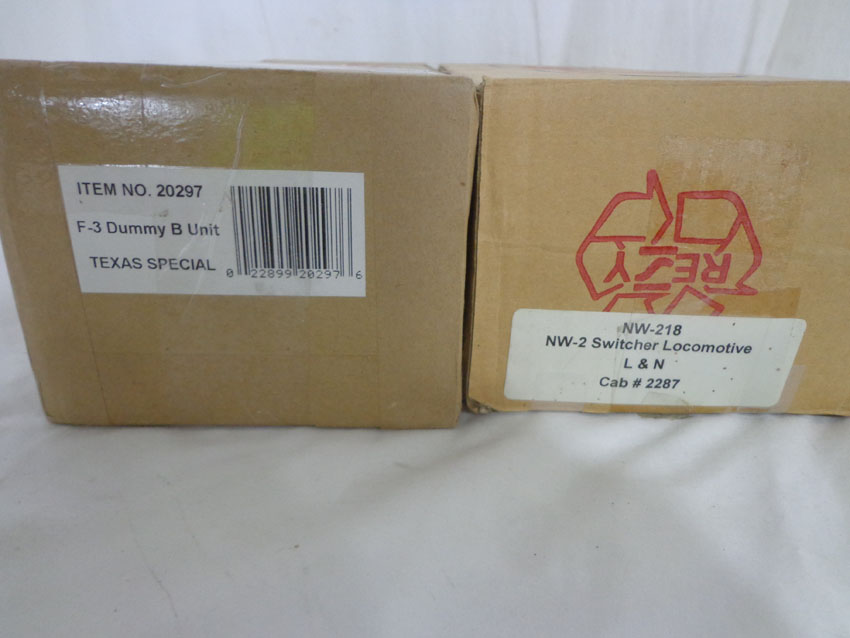 ITEM NO. 20297
F-3 Dummy B Unit
TEXAS SPECIAL
0 22899 20297 6
RESY
NW-218
NW-2 Switcher Locomotive
L & N
Cab # 2287